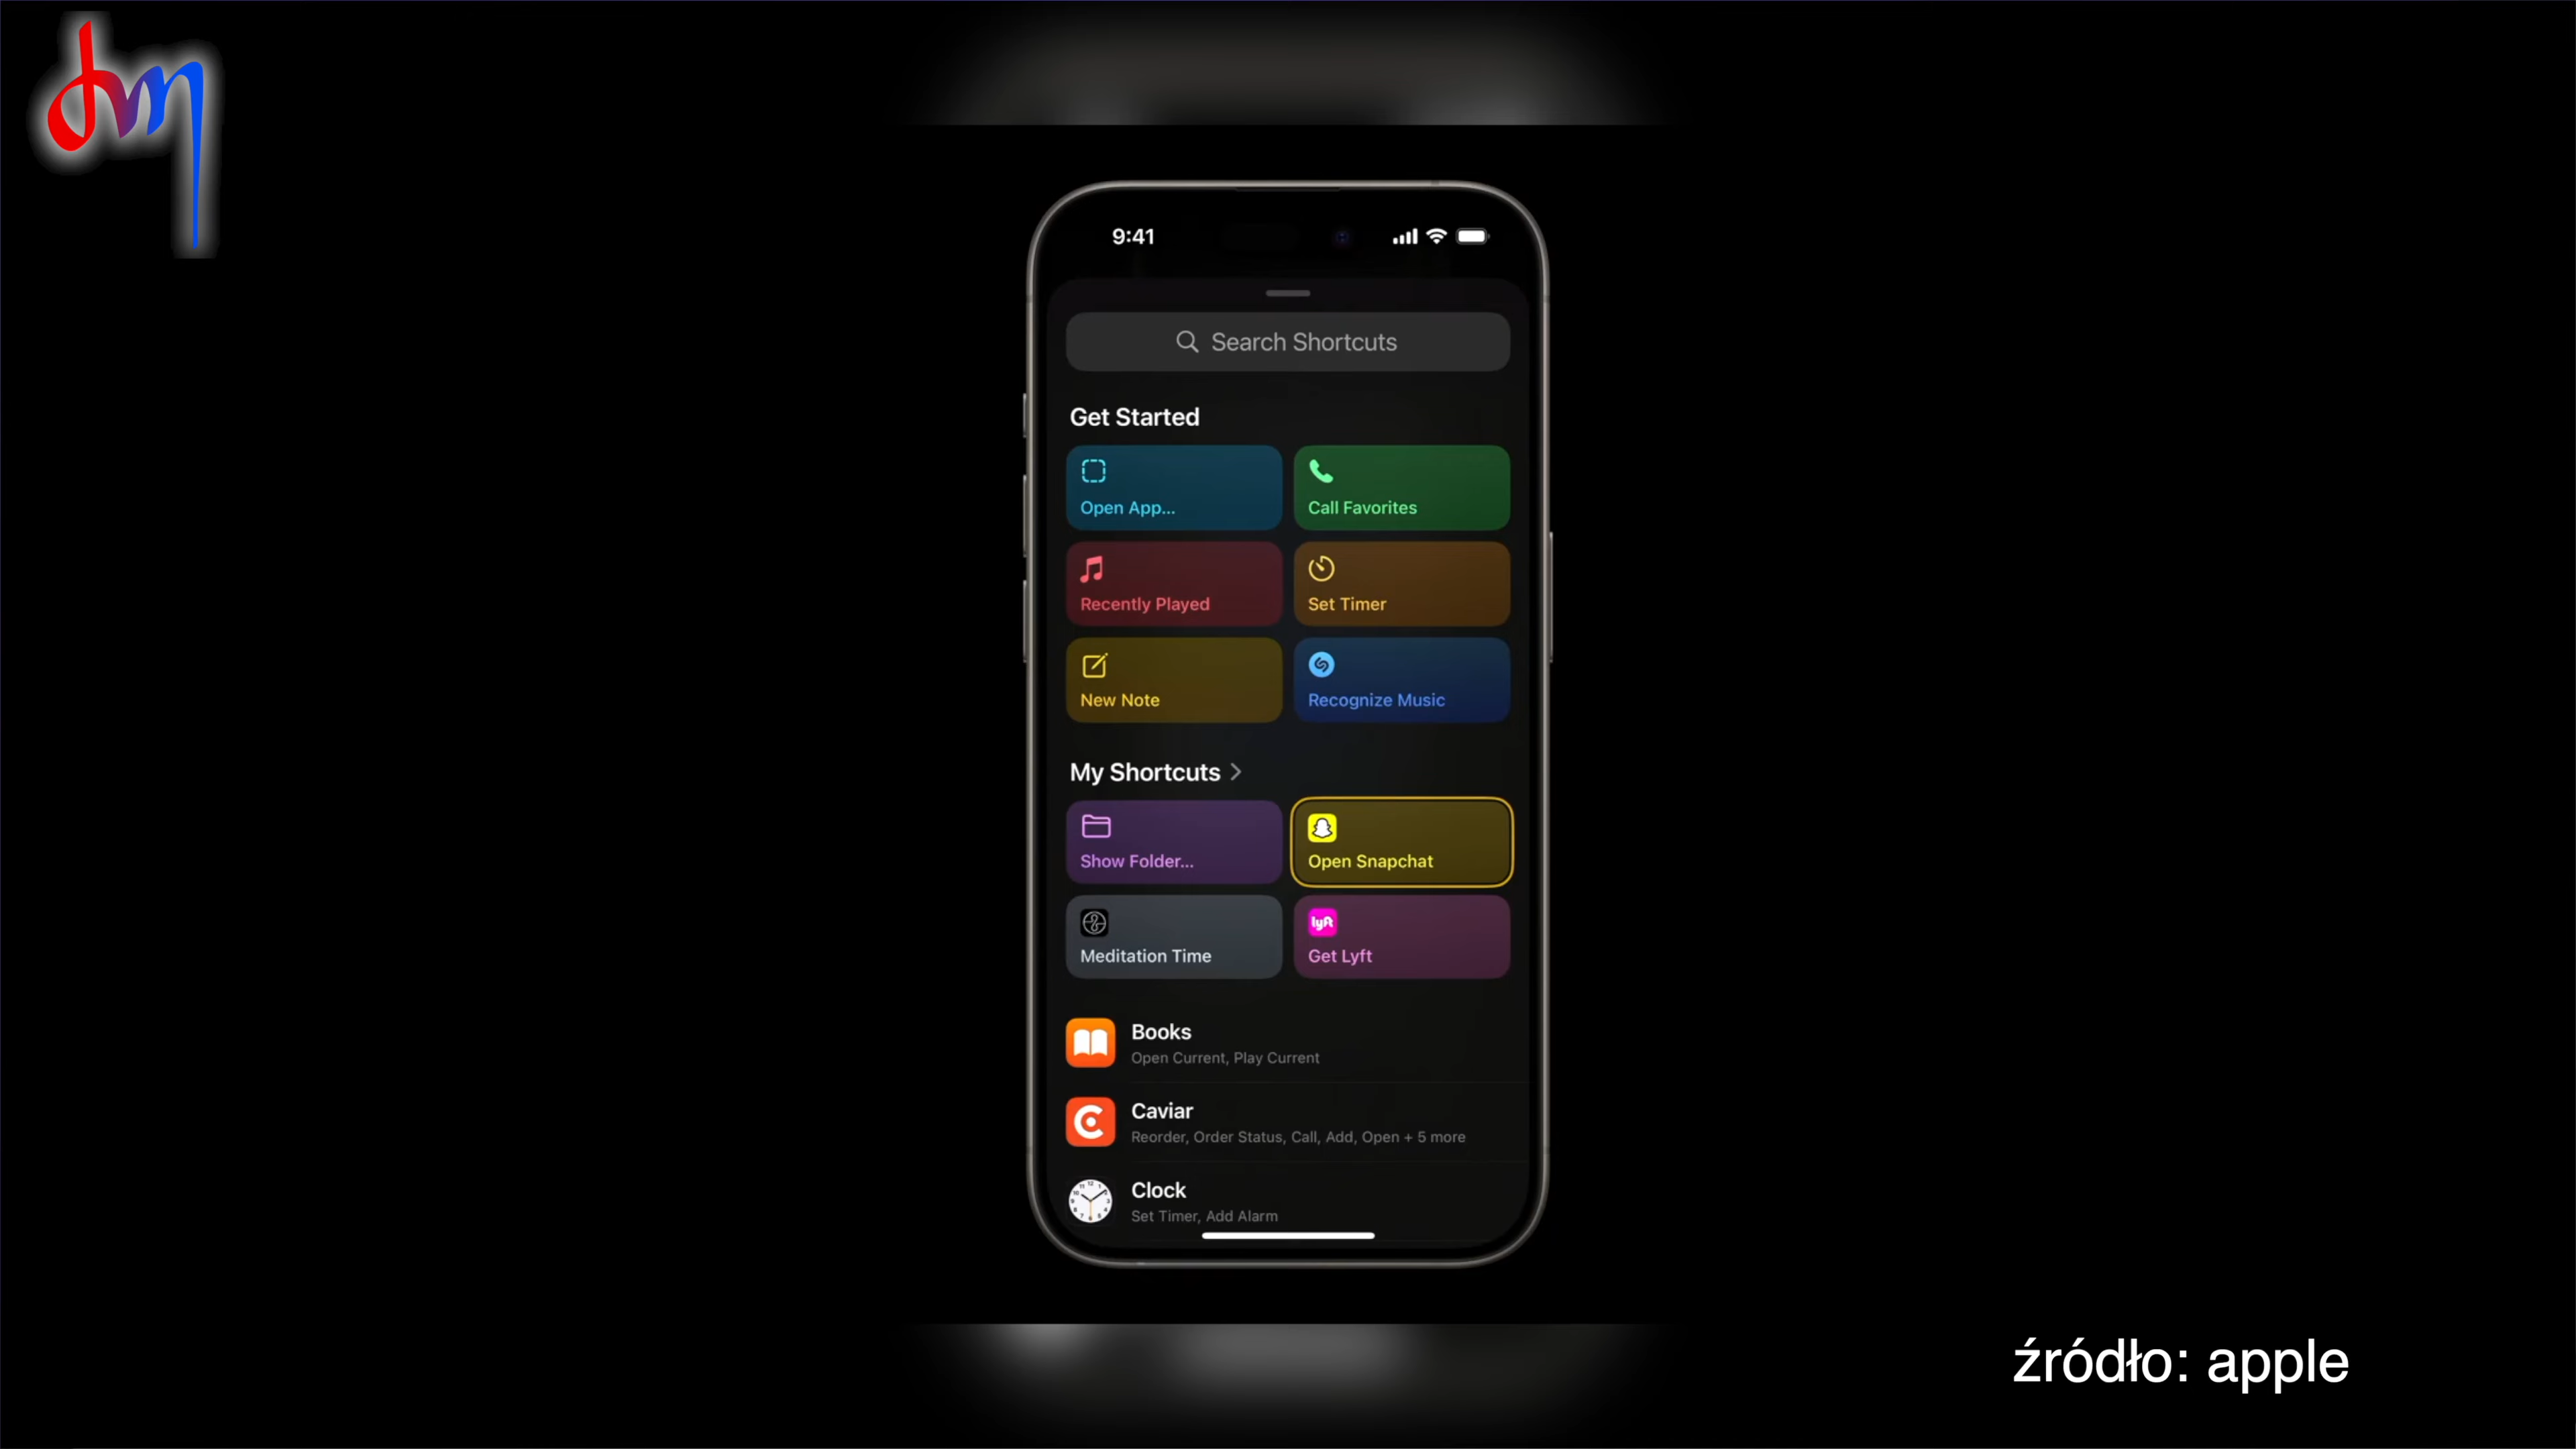 9:41
Search Shortcuts
Get Started
Open App...
Call Favorites
Recently Played
Set Timer
New Note
Recognize Music
My Shortcuts
Show Folder...
Open Snapchat
Meditation Time
lyft
Get Lyft
Books
Open Current, Play Current
Caviar
Reorder, Order Status, Call, Add, Open + 5 more
Clock
Set Timer, Add Alarm
źródło: apple